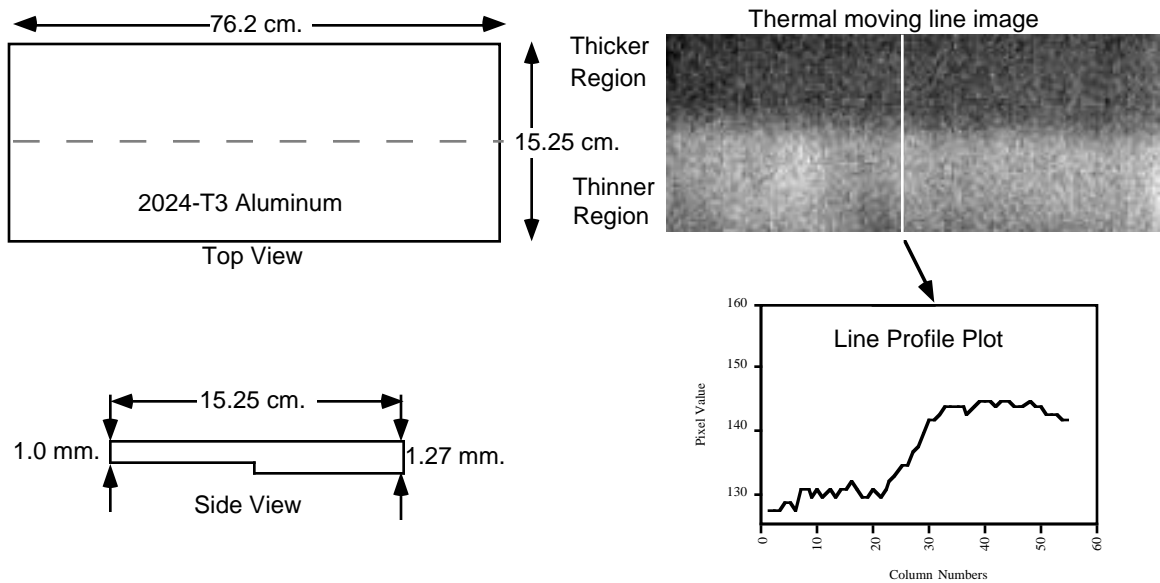 76.2 cm.
Thicker
Region
15.25 cm.
2024-T3 Aluminum
Thinner
Region
Top View
Thermal moving line image
15.25 cm.
1.0 mm.
1.27 mm.
Side View
Line Profile Plot
Pixel Value
160
150
140
130
0
10
20
30
40
50
60
Column Numbers